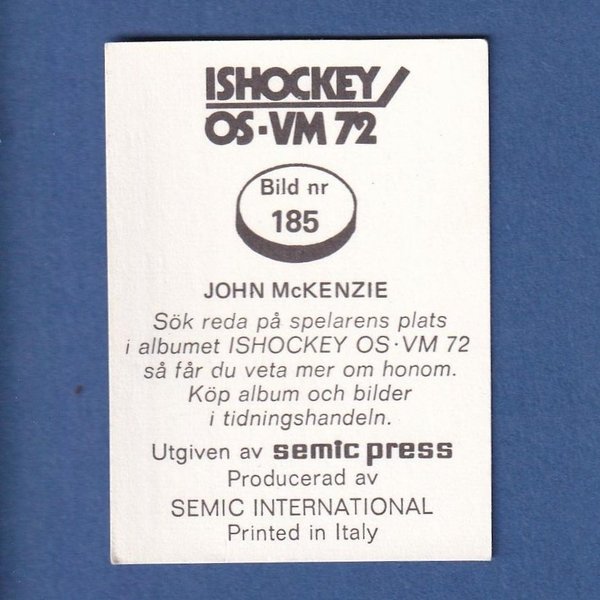 ISHOCKEY
OS·VM 72
Bild nr
185
JOHN McKENZIE
Sök reda på spelarens plats
i albumet ISHOCKEY OS·VM 72
så får du veta mer om honom.
Köp album och bilder
i tidningshandeln.
Utgiven av semic press
Producerad av
SEMIC INTERNATIONAL
Printed in Italy